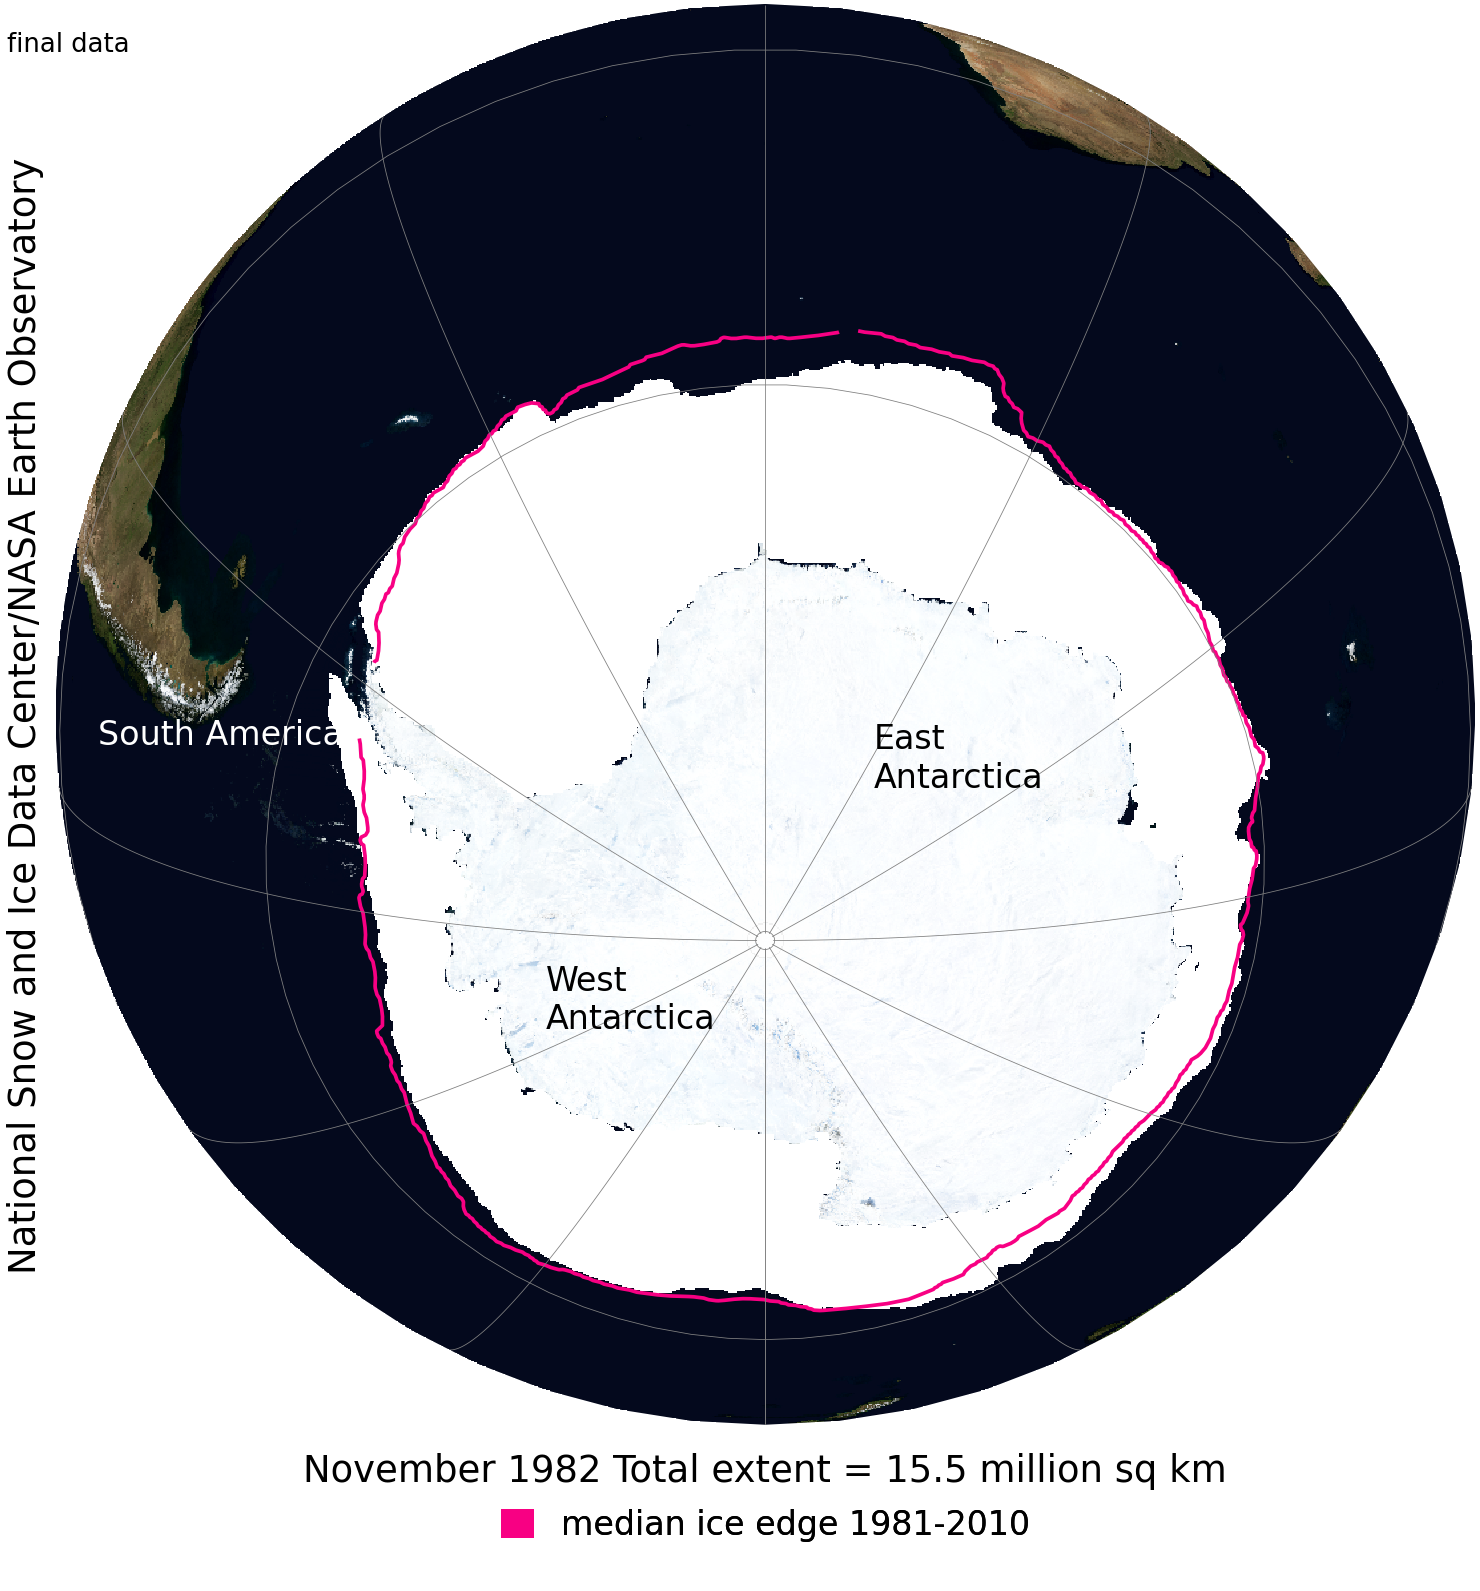 final data
National Snow and Ice Data Center/NASA Earth Observatory
South America
East
Antarctica
West
Antarctica
November 1982 Total extent = 15.5 million sq km
median ice edge 1981-2010